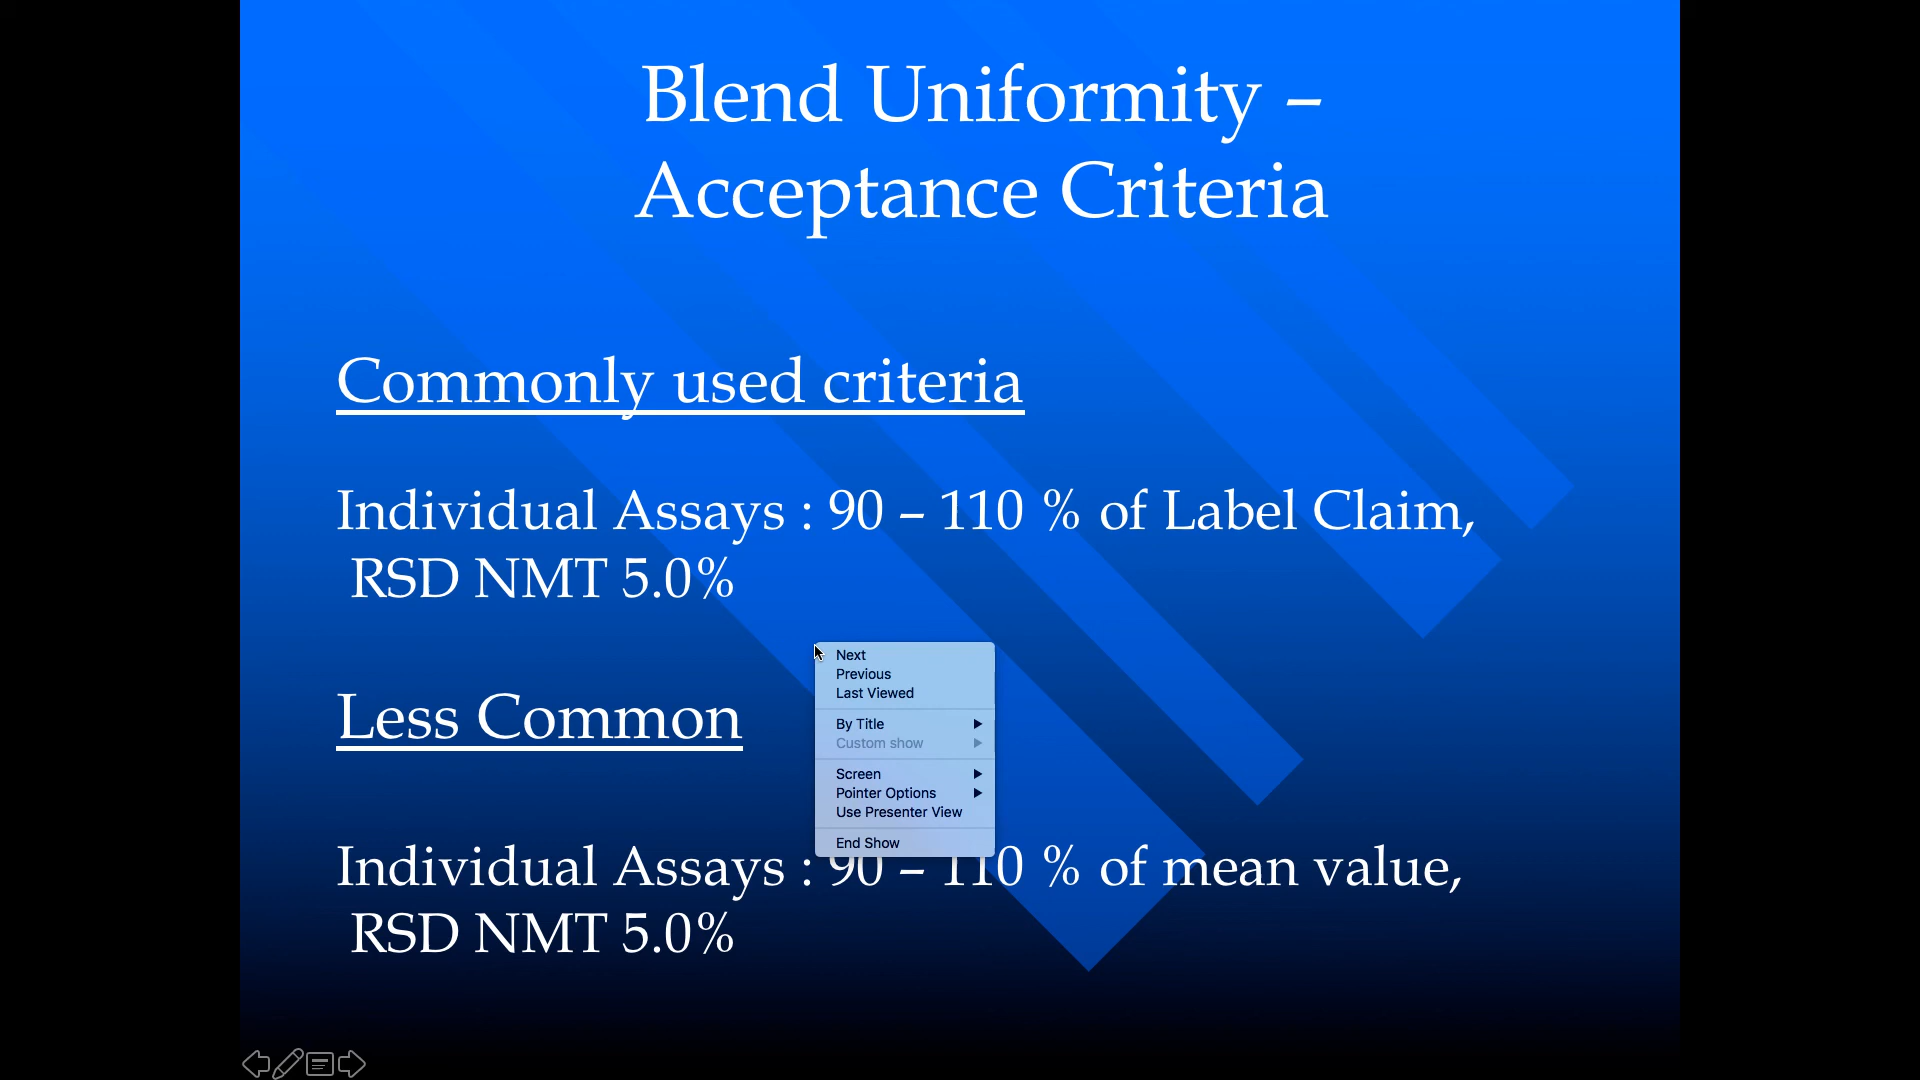 Blend Uniformity –
Acceptance Criteria
Commonly used criteria
Individual Assays : 90 – 110 % of Label Claim,
RSD NMT 5.0%
Next
Previous
Last Viewed
By Title
Custom show
Screen
Pointer Options
Use Presenter View
End Show
Less Common
Individual Assays : 90 – 110 % of mean value,
RSD NMT 5.0%